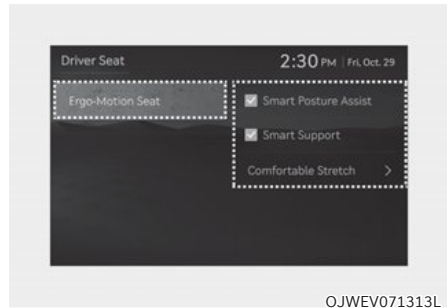 Driver Seat 2:30 PM | Fri, Oct. 29
Ergo-Motion Seat
Smart Posture Assist
Smart Support
Comfortable Stretch >
OJWEV071313L